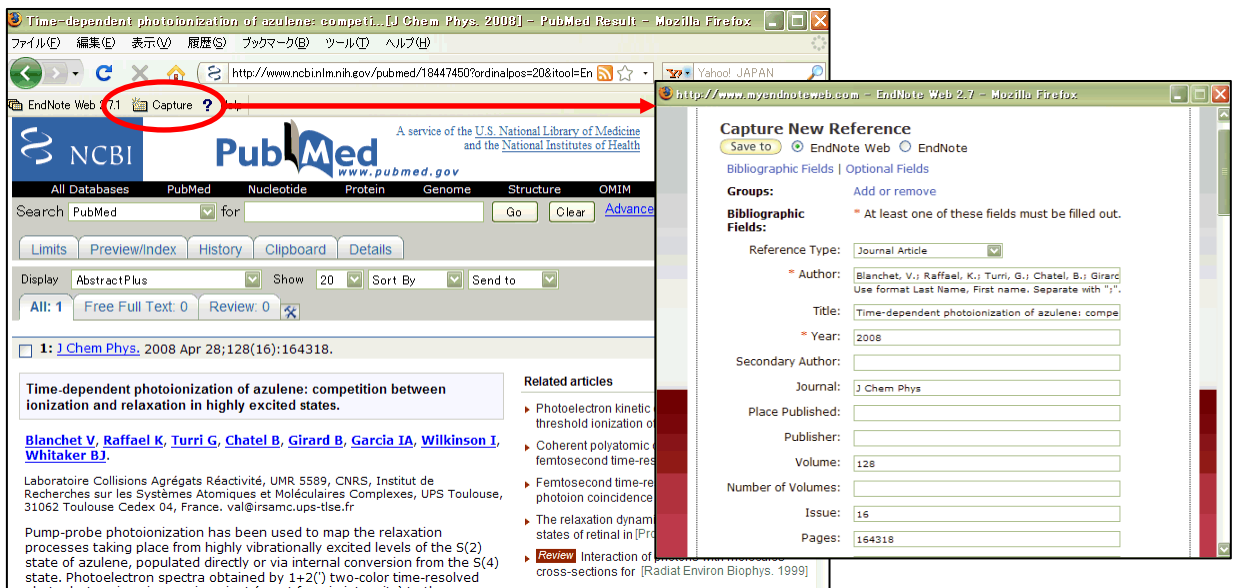 Time-dependent photoionization of azulene: competi...[J Chem Phys. 2008] - PubMed Result - Mozilla Firefox
ファイル(F) 編集(E) 表示(V) 履歴(S) ブックマーク(B) ツール(T) ヘルプ(H)
http://www.ncbi.nlm.nih.gov/pubmed/18447450?ordinalpos=20&itool=En
Yahoo! JAPAN
EndNote Web 2.7.1 Capture ? Help
NCBI
PubMed
www.pubmed.gov
A service of the U.S. National Library of Medicine
and the National Institutes of Health
All Databases PubMed Nucleotide Protein Genome Structure OMIM
Search PubMed for Go Clear Advance
Limits Preview/Index History Clipboard Details
Display AbstractPlus Show 20 Sort By Send to
All: 1 Free Full Text: 0 Review: 0
1: J Chem Phys. 2008 Apr 28;128(16):164318.
Time-dependent photoionization of azulene: competition between
ionization and relaxation in highly excited states.
Blanchet V, Raffael K, Turri G, Chatel B, Girard B, Garcia IA, Wilkinson I,
Whitaker BJ.
Laboratoire Collisions Agrégats Réactivité, UMR 5589, CNRS, Institut de
Recherches sur les Systèmes Atomiques et Moléculaires Complexes, UPS Toulouse,
31062 Toulouse Cedex 04, France. val@irsamc.ups-tlse.fr
Pump-probe photoionization has been used to map the relaxation
processes taking place from highly vibrationally excited levels of the S(2)
state of azulene, populated directly or via internal conversion from the S(4)
state. Photoelectron spectra obtained by 1+2(') two-color time-resolved
Related articles
Photoelectron kinetic
threshold ionization of
Coherent polyatomic
femtosecond time-res
Femtosecond time-re
photoion coincidence
The relaxation dynami
states of retinal in [Pro
Review Interaction of
cross-sections for [Radiat Environ Biophys. 1999]
http://www.myendnoteweb.com - EndNote Web 2.7 - Mozilla Firefox
Capture New Reference
Save to EndNote Web EndNote
Bibliographic Fields | Optional Fields
Groups: Add or remove
Bibliographic * At least one of these fields must be filled out.
Fields:
Reference Type: Journal Article
* Author: Blanchet, V.; Raffael, K.; Turri, G.; Chatel, B.; Girarc
Use format Last Name, First name. Separate with ";".
Title: Time-dependent photoionization of azulene: compe
* Year: 2008
Secondary Author:
Journal: J Chem Phys
Place Published:
Publisher:
Volume: 128
Number of Volumes:
Issue: 16
Pages: 164318